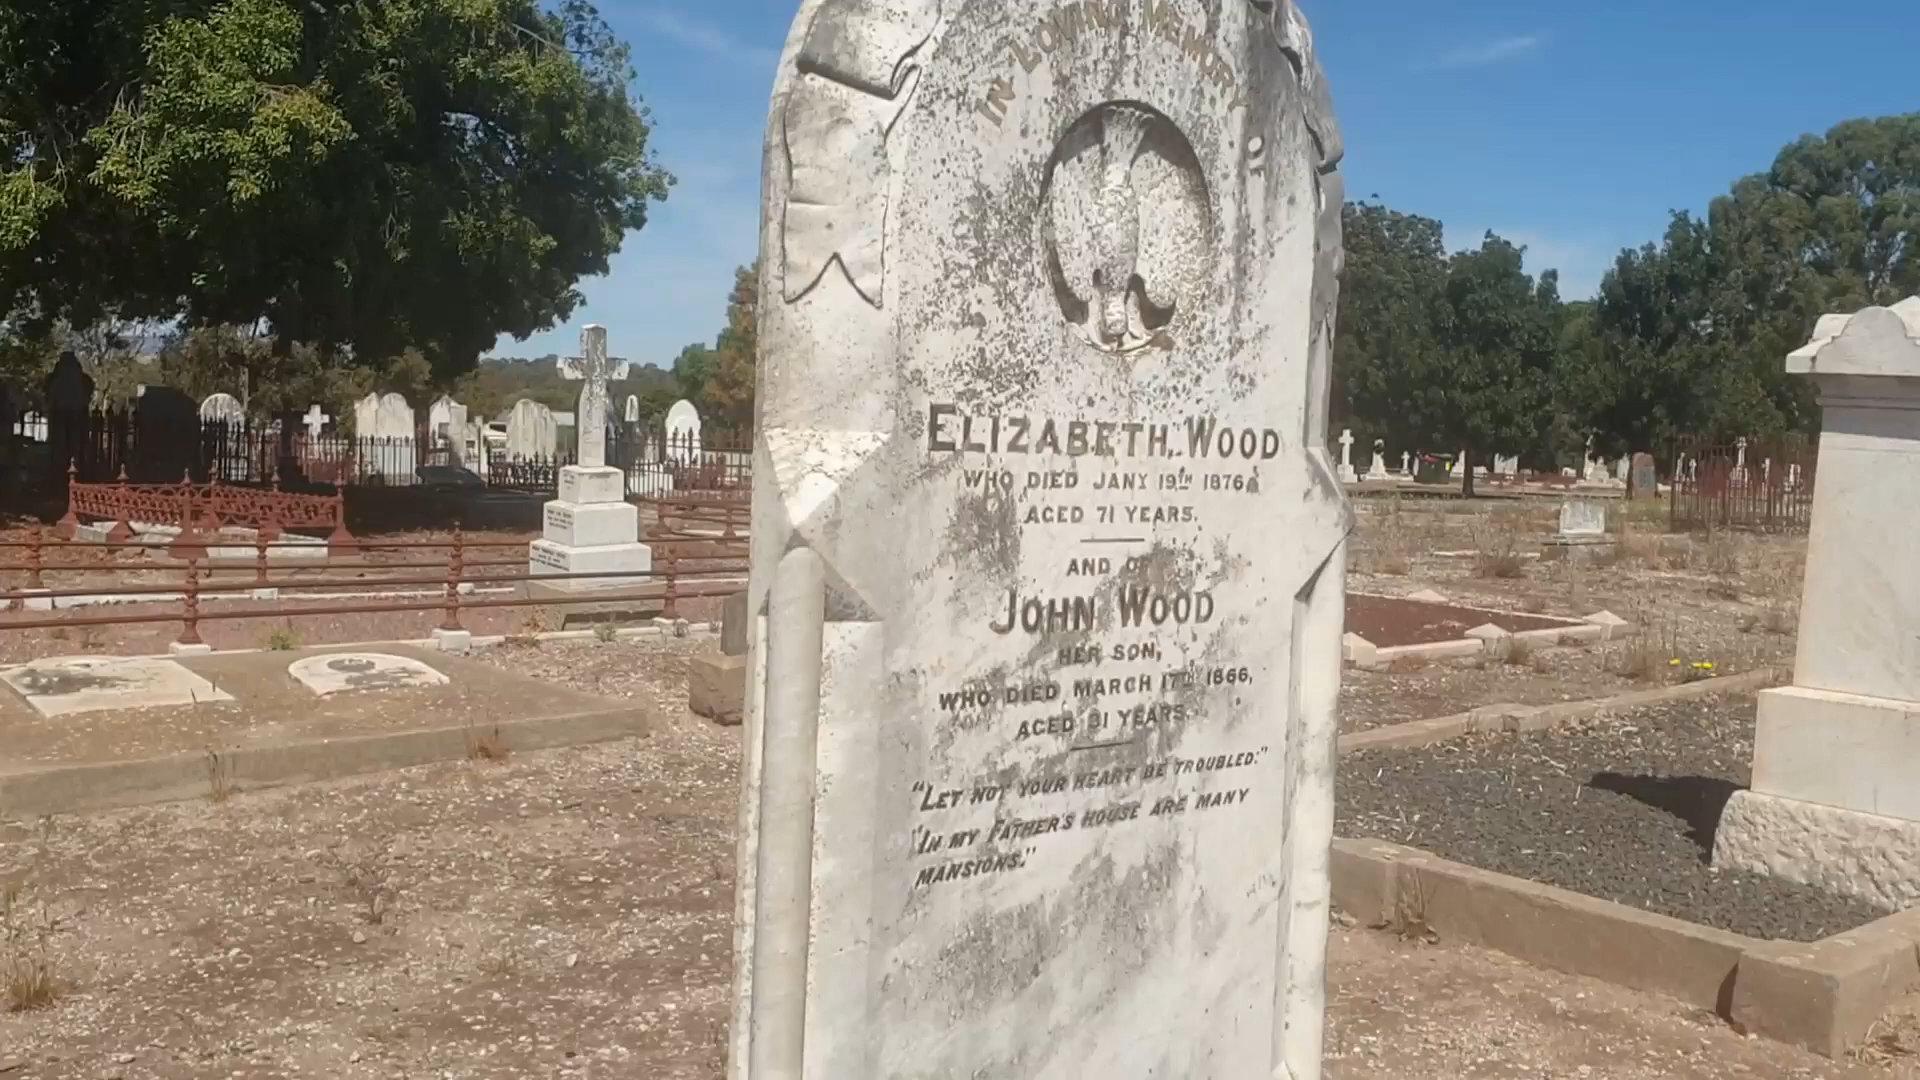 IN LOVING MEMORY
ELIZABETH WOOD
WHO DIED JANY 19TH 1876
AGED 71 YEARS.
AND OF
JOHN WOOD
HER SON,
WHO DIED MARCH 17TH 1866,
AGED 31 YEARS.
"LET NOT YOUR HEART BE TROUBLED:"
"IN MY FATHER'S HOUSE ARE MANY
MANSIONS."